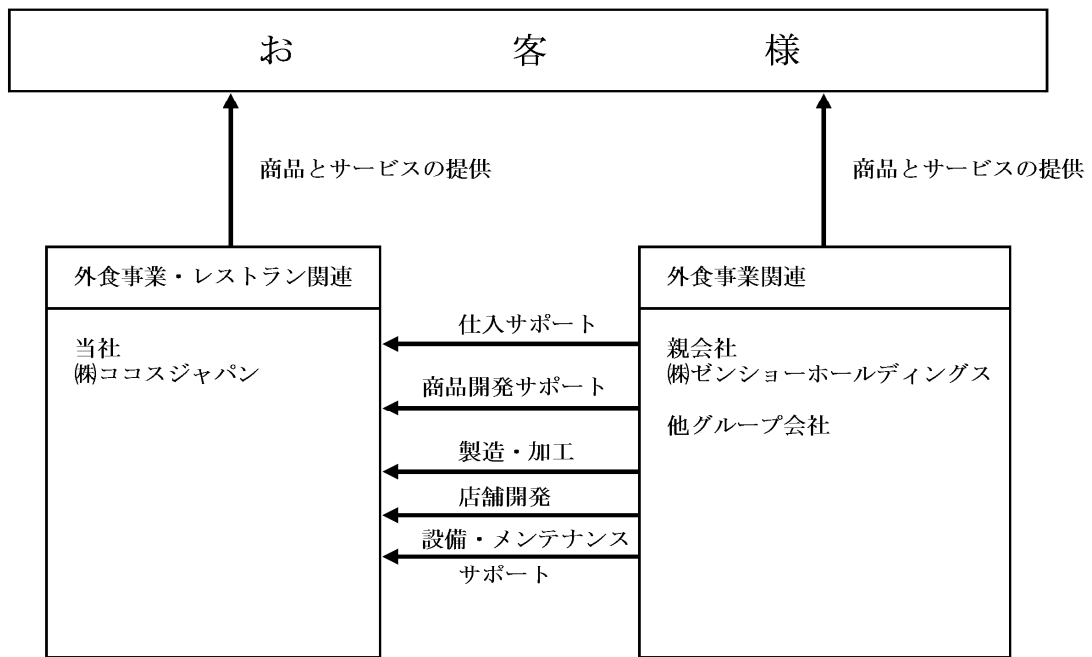 お客様
商品とサービスの提供
商品とサービスの提供
外食事業・レストラン関連
当社
㈱ココスジャパン
仕入サポート
商品開発サポート
製造・加工
店舗開発
設備・メンテナンス
サポート
外食事業関連
親会社
㈱ゼンショーホールディングス
他グループ会社